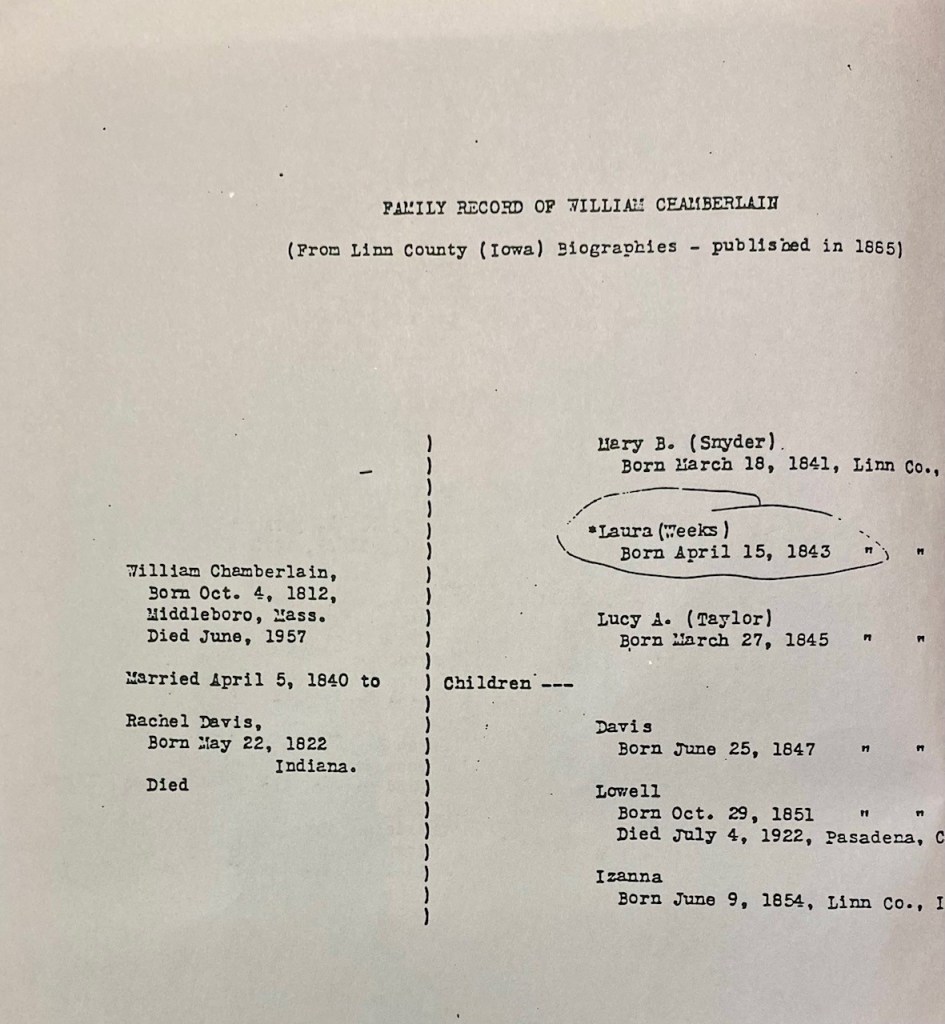 FAMILY RECORD OF WILLIAM CHAMBERLAIN
(From Linn County (Iowa) Biographies - published in 1865)
William Chamberlain,
Born Oct. 4, 1812,
Middleboro, Mass.
Died June, 1957
Married April 5, 1840 to
Rachel Davis,
Born May 22, 1822
Indiana.
Died
Children ---
Mary B. (Snyder)
Born March 18, 1841, Linn Co.,
*Laura (Weeks)
Born April 15, 1843 " "
Lucy A. (Taylor)
Born March 27, 1845 " "
Davis
Born June 25, 1847 " "
Lowell
Born Oct. 29, 1851 " "
Died July 4, 1922, Pasadena, C
Izanna
Born June 9, 1854, Linn Co., I